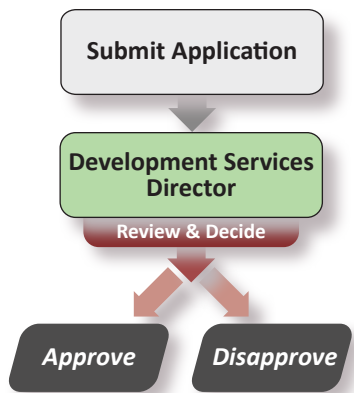 Submit Application
Development Services
Director
Review & Decide
Approve
Disapprove